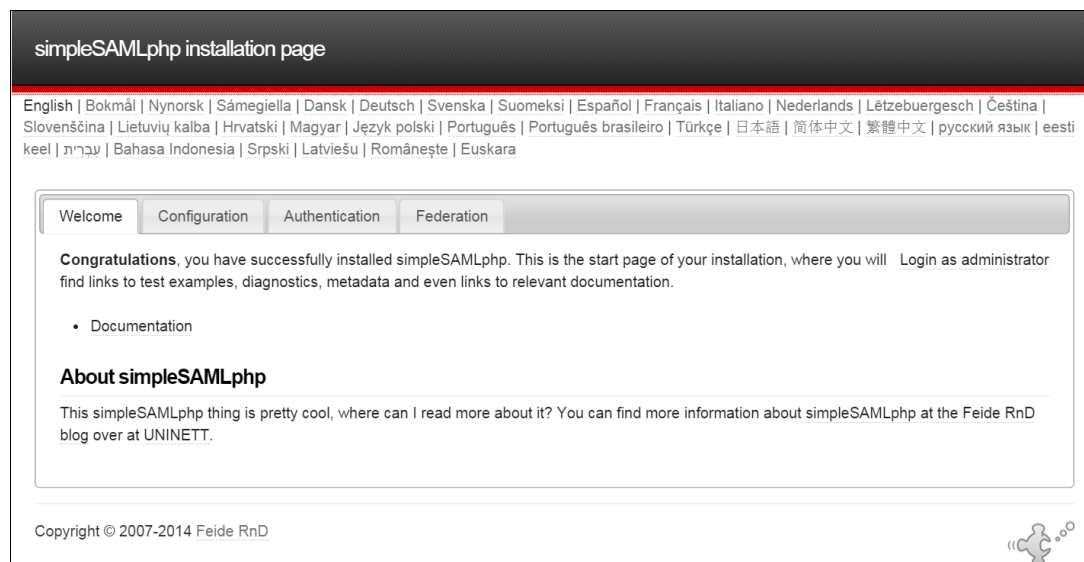 simpleSAMLphp installation page
English | Bokmål | Nynorsk | Sámegiella | Dansk | Deutsch | Svenska | Suomeksi | Español | Français | Italiano | Nederlands | Lëtzebuergesch | Čeština |
Slovenščina | Lietuvių kalba | Hrvatski | Magyar | Język polski | Português | Português brasileiro | Türkçe | 日本語 | 简体中文 | 繁體中文 | русский язык | eesti
keel | עִבְרִית | Bahasa Indonesia | Srpski | Latviešu | Românește | Euskara
Welcome Configuration Authentication Federation
Congratulations, you have successfully installed simpleSAMLphp. This is the start page of your installation, where you will Login as administrator
find links to test examples, diagnostics, metadata and even links to relevant documentation.
• Documentation
About simpleSAMLphp
This simpleSAMLphp thing is pretty cool, where can I read more about it? You can find more information about simpleSAMLphp at the Feide RnD
blog over at UNINETT.
Copyright © 2007-2014 Feide RnD